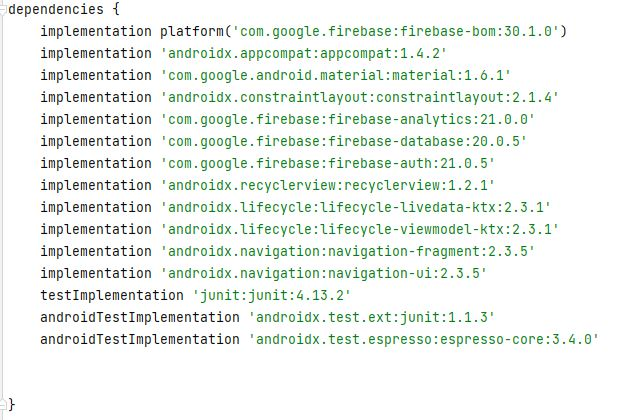 dependencies {
    implementation platform('com.google.firebase:firebase-bom:30.1.0')
    implementation 'androidx.appcompat:appcompat:1.4.2'
    implementation 'com.google.android.material:material:1.6.1'
    implementation 'androidx.constraintlayout:constraintlayout:2.1.4'
    implementation 'com.google.firebase:firebase-analytics:21.0.0'
    implementation 'com.google.firebase:firebase-database:20.0.5'
    implementation 'com.google.firebase:firebase-auth:21.0.5'
    implementation 'androidx.recyclerview:recyclerview:1.2.1'
    implementation 'androidx.lifecycle:lifecycle-livedata-ktx:2.3.1'
    implementation 'androidx.lifecycle:lifecycle-viewmodel-ktx:2.3.1'
    implementation 'androidx.navigation:navigation-fragment:2.3.5'
    implementation 'androidx.navigation:navigation-ui:2.3.5'
    testImplementation 'junit:junit:4.13.2'
    androidTestImplementation 'androidx.test.ext:junit:1.1.3'
    androidTestImplementation 'androidx.test.espresso:espresso-core:3.4.0'
}